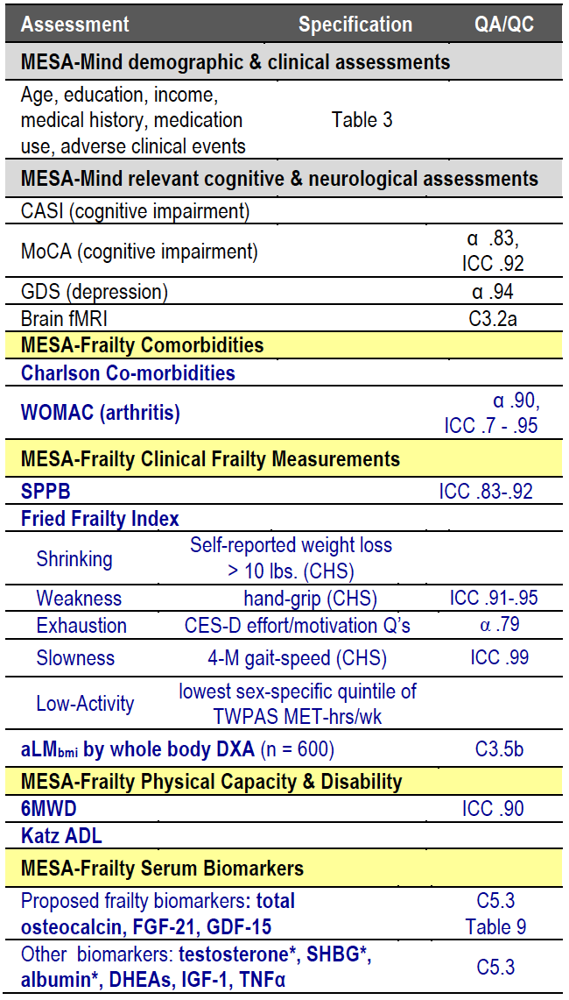 Assessment Specification QA/QC
MESA-Mind demographic & clinical assessments
Age, education, income,
medical history, medication
use, adverse clinical events
Table 3
MESA-Mind relevant cognitive & neurological assessments
CASI (cognitive impairment)
MoCA (cognitive impairment)
α .83,
ICC .92
GDS (depression) α .94
Brain fMRI C3.2a
MESA-Frailty Comorbidities
Charlson Co-morbidities
WOMAC (arthritis)
α .90,
ICC .7 - .95
MESA-Frailty Clinical Frailty Measurements
SPPB ICC .83-.92
Fried Frailty Index
Shrinking
Self-reported weight loss
> 10 lbs. (CHS)
Weakness hand-grip (CHS) ICC .91-.95
Exhaustion CES-D effort/motivation Q’s α .79
Slowness 4-M gait-speed (CHS) ICC .99
Low-Activity
lowest sex-specific quintile of
TWPAS MET-hrs/wk
aLMbmi by whole body DXA (n = 600) C3.5b
MESA-Frailty Physical Capacity & Disability
6MWD ICC .90
Katz ADL
MESA-Frailty Serum Biomarkers
Proposed frailty biomarkers: total
osteocalcin, FGF-21, GDF-15
C5.3
Table 9
Other biomarkers: testosterone*, SHBG*,
albumin*, DHEAs, IGF-1, TNFα
C5.3